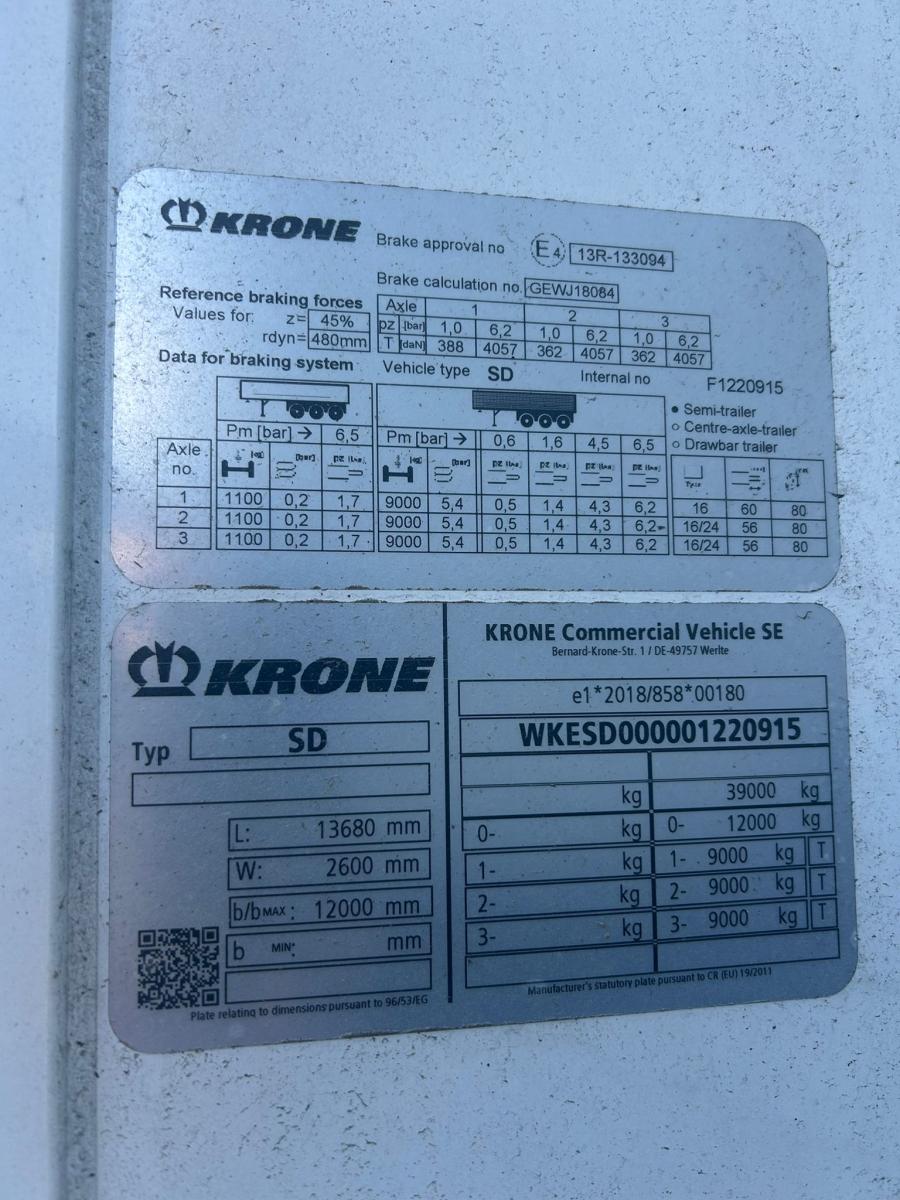 KRONE
Brake approval no E4 13R-133094
Brake calculation no. GEWJ18084
Reference braking forces
Values for: z= 45%
rdyn= 480mm
Axle 1 2 3
pz [bar] 1,0 6,2 1,0 6,2 1,0 6,2
T [daN] 388 4057 362 4057 362 4057
Data for braking system
Vehicle type SD Internal no F1220915
Semi-trailer
Centre-axle-trailer
Drawbar trailer
Pm [bar] → 6,5 Pm [bar] → 0,6 1,6 4,5 6,5
Axle no. [bar] [bar]
1 1100 0,2 1,7 9000 5,4 0,5 1,4 4,3 6,2 16 60 80
2 1100 0,2 1,7 9000 5,4 0,5 1,4 4,3 6,2 16/24 56 80
3 1100 0,2 1,7 9000 5,4 0,5 1,4 4,3 6,2 16/24 56 80
KRONE
Typ SD
L: 13680 mm
W: 2600 mm
b/b MAX: 12000 mm
b MIN: mm
Plate relating to dimensions pursuant to 96/53/EG
KRONE Commercial Vehicle SE
Bernard-Krone-Str. 1 / DE-49757 Werlte
e1*2018/858*00180
WKESD000001220915
kg 39000 kg
0- kg 0- 12000 kg
1- kg 1- 9000 kg T
2- kg 2- 9000 kg T
3- kg 3- 9000 kg T
Manufacturer's statutory plate pursuant to CR (EU) 19/2011